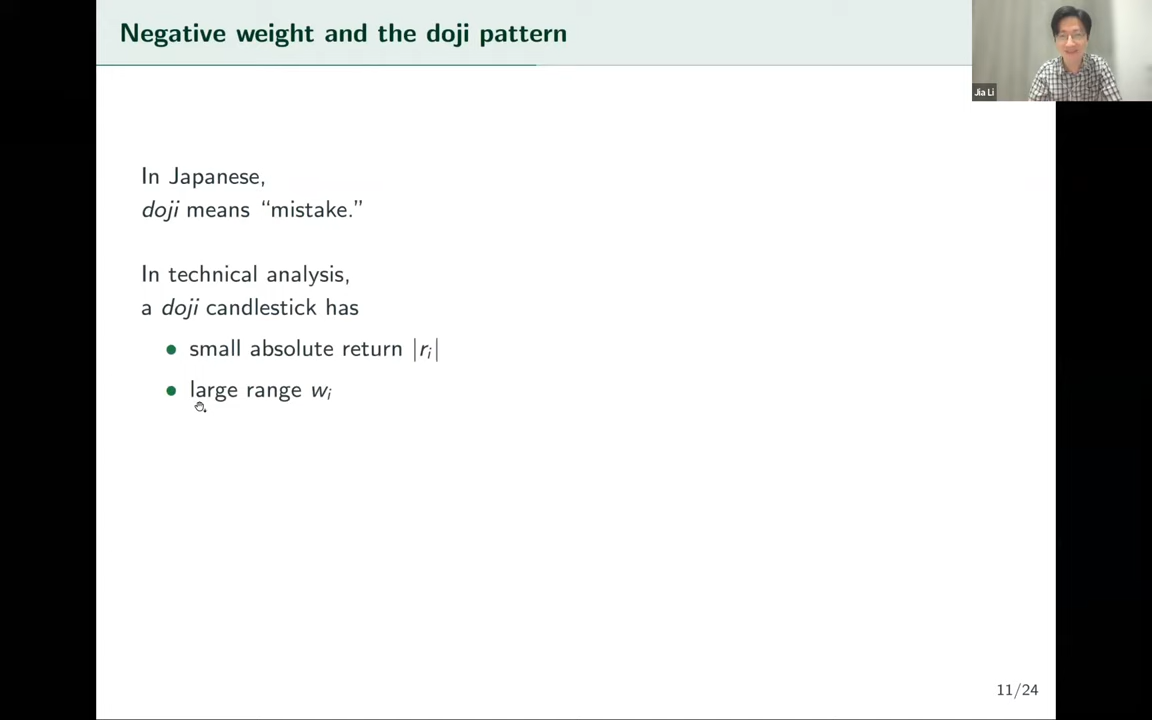 Negative weight and the doji pattern
Jia Li
In Japanese,
doji means “mistake.”
In technical analysis,
a doji candlestick has
• small absolute return |rᵢ|
• large range wᵢ
11/24